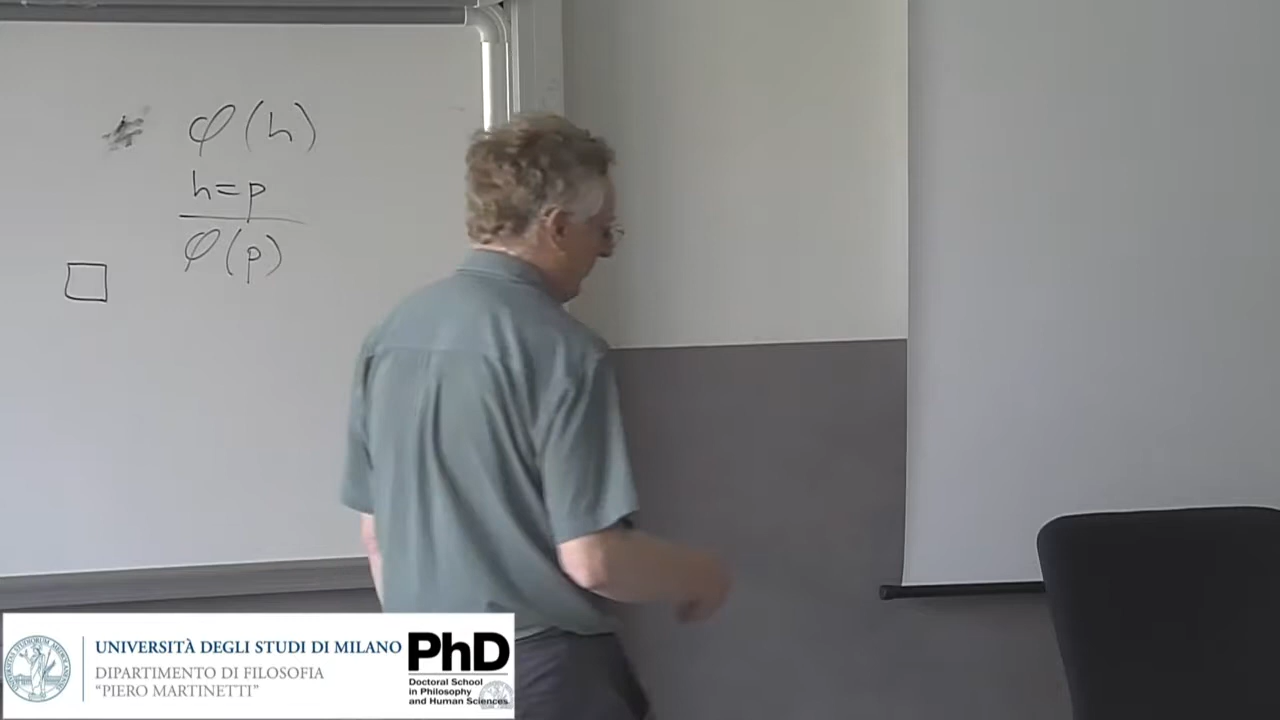 φ(h)
h=p
φ(p)
UNIVERSITÀ DEGLI STUDI DI MILANO
DIPARTIMENTO DI FILOSOFIA
“PIERO MARTINETTI”
PhD
Doctoral School
in Philosophy
and Human Sciences